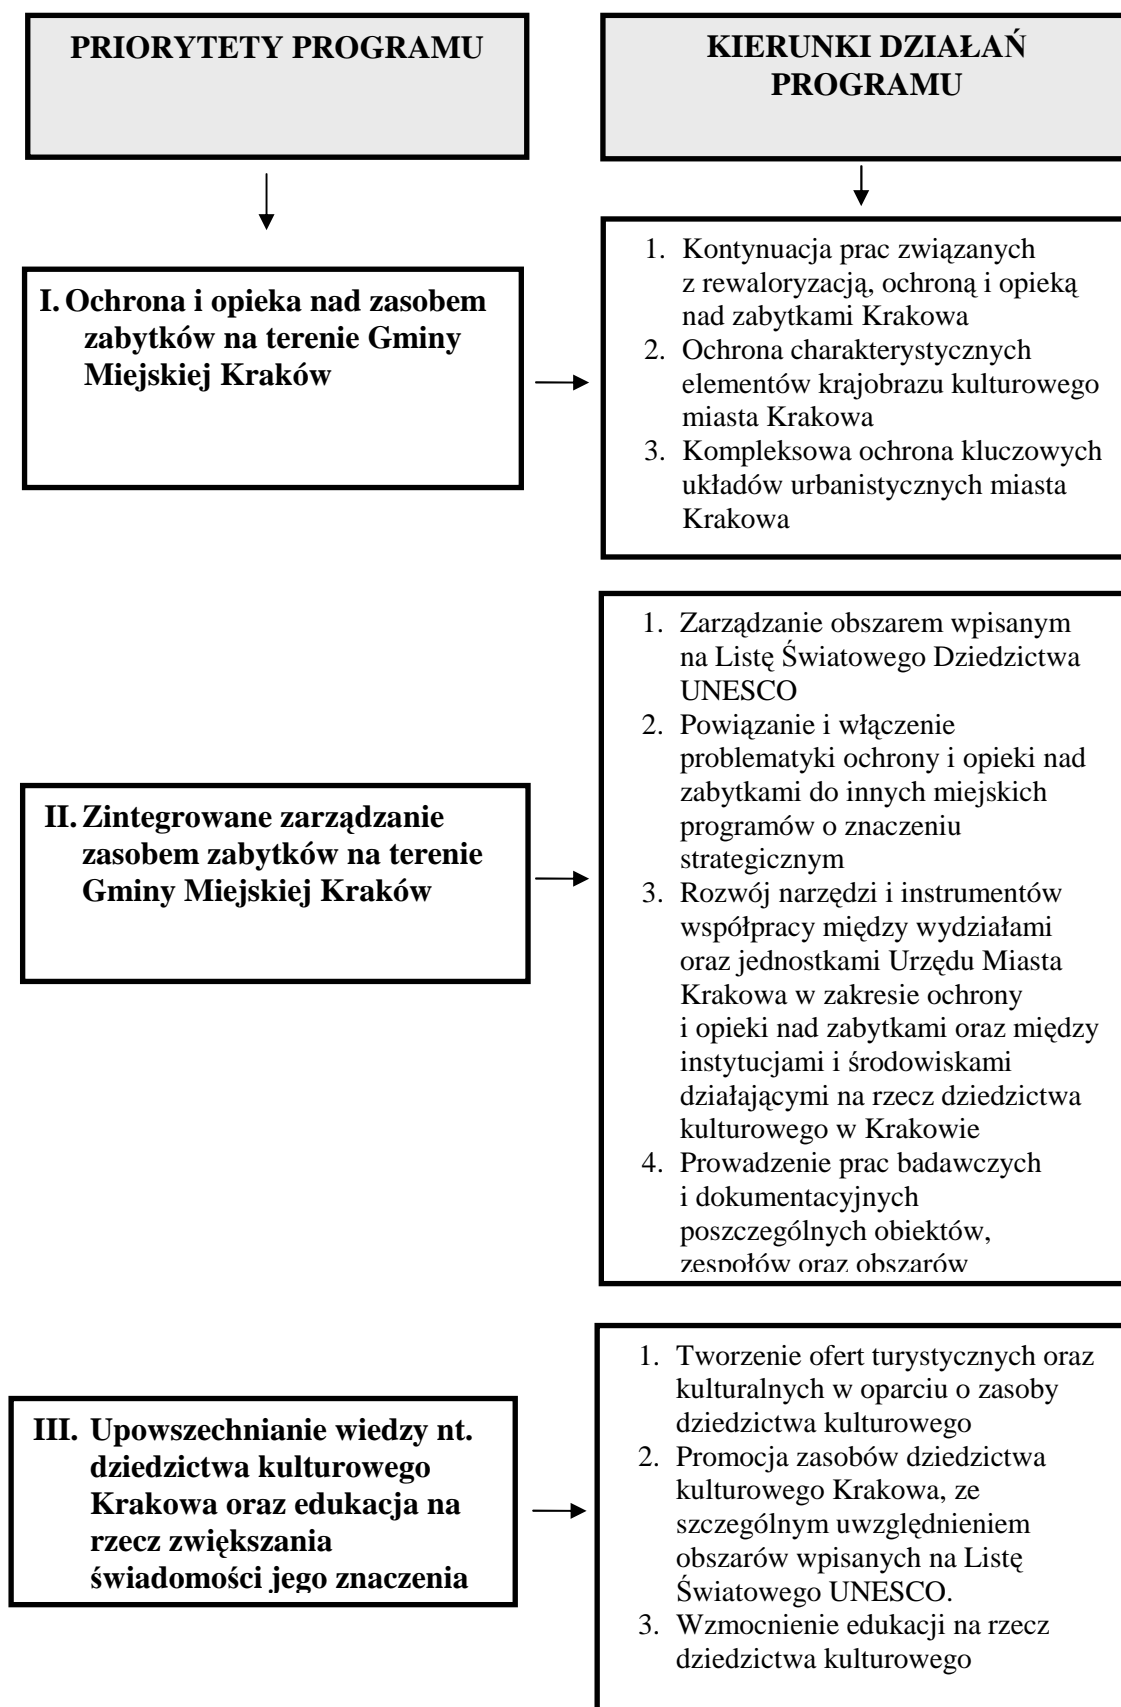 PRIORYTETY PROGRAMU
KIERUNKI DZIAŁAŃ
PROGRAMU
I. Ochrona i opieka nad zasobem
zabytków na terenie Gminy
Miejskiej Kraków
1. Kontynuacja prac związanych
z rewaloryzacją, ochroną i opieką
nad zabytkami Krakowa
2. Ochrona charakterystycznych
elementów krajobrazu kulturowego
miasta Krakowa
3. Kompleksowa ochrona kluczowych
układów urbanistycznych miasta
Krakowa
II. Zintegrowane zarządzanie
zasobem zabytków na terenie
Gminy Miejskiej Kraków
1. Zarządzanie obszarem wpisanym
na Listę Światowego Dziedzictwa
UNESCO
2. Powiązanie i włączenie
problematyki ochrony i opieki nad
zabytkami do innych miejskich
programów o znaczeniu
strategicznym
3. Rozwój narzędzi i instrumentów
współpracy między wydziałami
oraz jednostkami Urzędu Miasta
Krakowa w zakresie ochrony
i opieki nad zabytkami oraz między
instytucjami i środowiskami
działającymi na rzecz dziedzictwa
kulturowego w Krakowie
4. Prowadzenie prac badawczych
i dokumentacyjnych
poszczególnych obiektów,
zespołów oraz obszarów
III. Upowszechnianie wiedzy nt.
dziedzictwa kulturowego
Krakowa oraz edukacja na
rzecz zwiększania
świadomości jego znaczenia
1. Tworzenie ofert turystycznych oraz
kulturalnych w oparciu o zasoby
dziedzictwa kulturowego
2. Promocja zasobów dziedzictwa
kulturowego Krakowa, ze
szczególnym uwzględnieniem
obszarów wpisanych na Listę
Światowego UNESCO.
3. Wzmocnienie edukacji na rzecz
dziedzictwa kulturowego